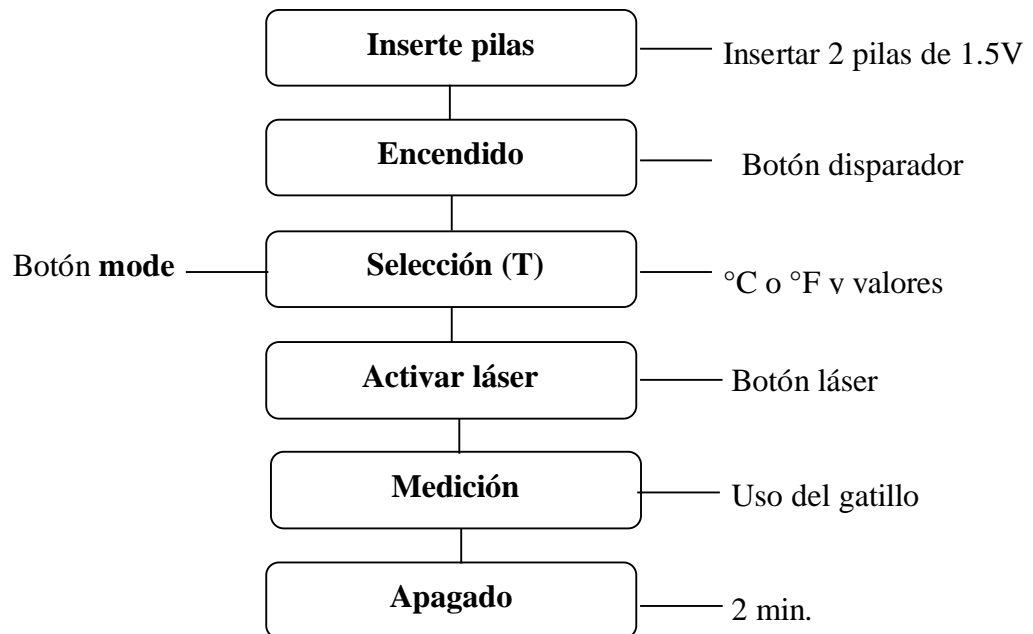 Inserte pilas
Insertar 2 pilas de 1.5V
Encendido
Botón disparador
Botón mode
Selección (T)
°C o °F y valores
Activar láser
Botón láser
Medición
Uso del gatillo
Apagado
2 min.